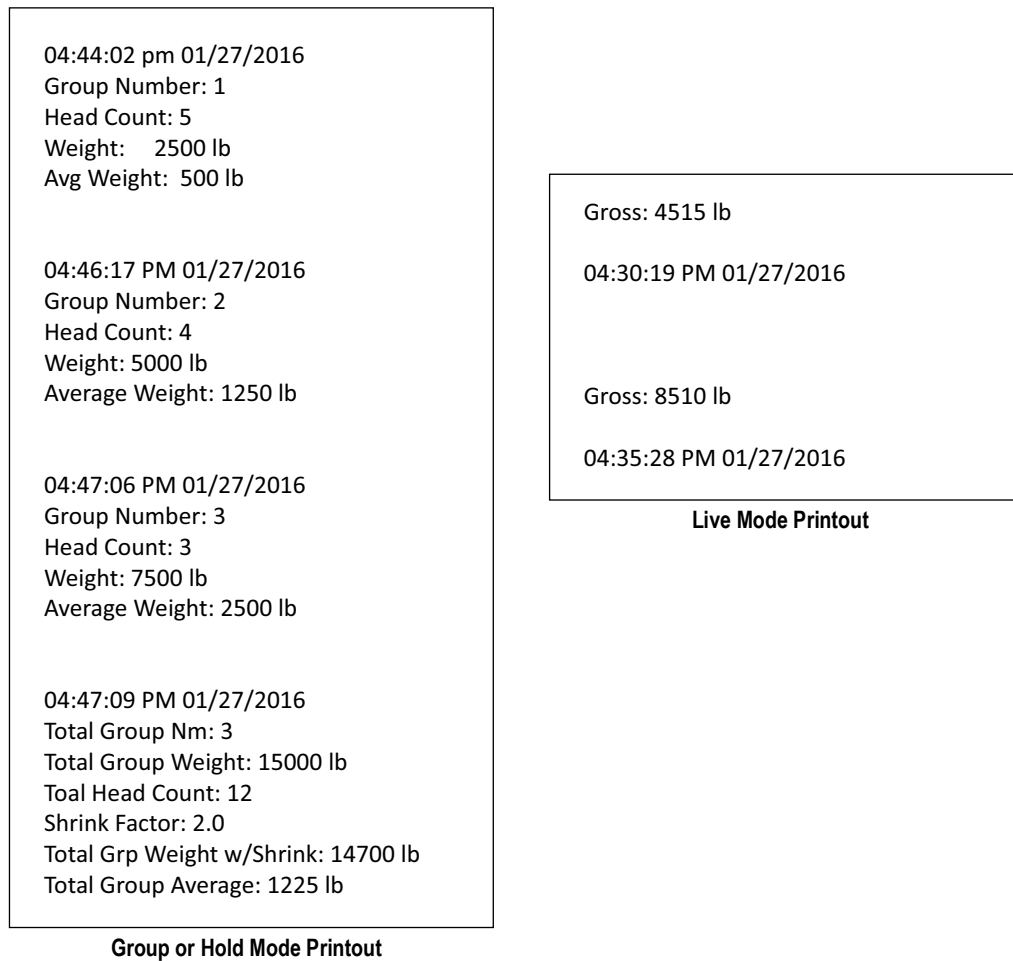 04:44:02 pm 01/27/2016
Group Number: 1
Head Count: 5
Weight: 2500 lb
Avg Weight: 500 lb
04:46:17 PM 01/27/2016
Group Number: 2
Head Count: 4
Weight: 5000 lb
Average Weight: 1250 lb
04:47:06 PM 01/27/2016
Group Number: 3
Head Count: 3
Weight: 7500 lb
Average Weight: 2500 lb
04:47:09 PM 01/27/2016
Total Group Nm: 3
Total Group Weight: 15000 lb
Toal Head Count: 12
Shrink Factor: 2.0
Total Grp Weight w/Shrink: 14700 lb
Total Group Average: 1225 lb
Group or Hold Mode Printout
Gross: 4515 lb
04:30:19 PM 01/27/2016
Gross: 8510 lb
04:35:28 PM 01/27/2016
Live Mode Printout